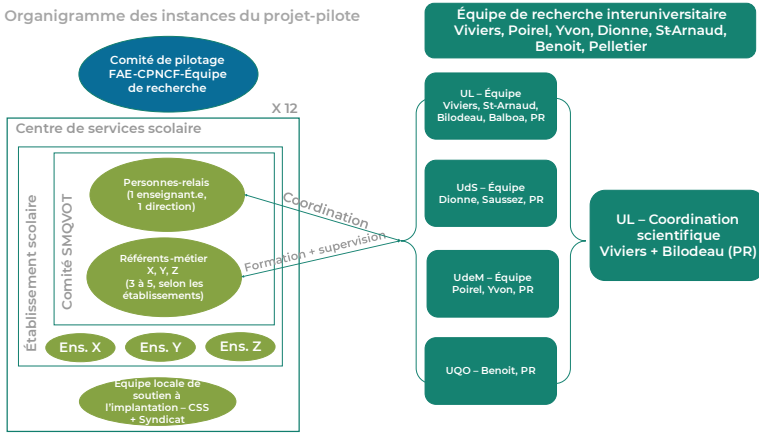 Organigramme des instances du projet-pilote
Équipe de recherche interuniversitaire
Viviers, Poirel, Yvon, Dionne, St-Arnaud,
Benoit, Pelletier
Comité de pilotage
FAE-CPNCF-Équipe
de recherche
X 12
Centre de services scolaire
Établissement scolaire
Comité SMQVOT
Personnes-relais
(1 enseignant.e,
1 direction)
Référents-métier
X, Y, Z
(3 à 5, selon les
établissements)
Ens. X
Ens. Y
Ens. Z
Équipe locale de
soutien à
l'implantation – CSS
+ Syndicat
Coordination
Formation + supervision
UL – Équipe
Viviers, St-Arnaud,
Bilodeau, Balboa, PR
UdS – Équipe
Dionne, Saussez, PR
UdeM – Équipe
Poirel, Yvon, PR
UQO – Benoit, PR
UL – Coordination
scientifique
Viviers + Bilodeau (PR)